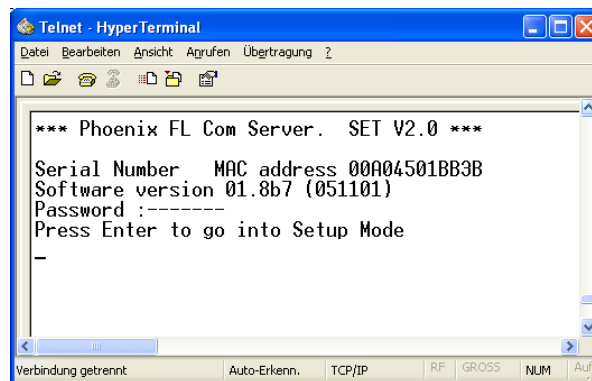 Telnet - HyperTerminal
Datei Bearbeiten Ansicht Anrufen Übertragung ?
*** Phoenix FL Com Server. SET V2.0 ***
Serial Number MAC address 00A04501BB3B
Software version 01.8b7 (051101)
Password :-------
Press Enter to go into Setup Mode
_
Verbindung getrennt Auto-Erkenn. TCP/IP RF GROSS NUM Auf